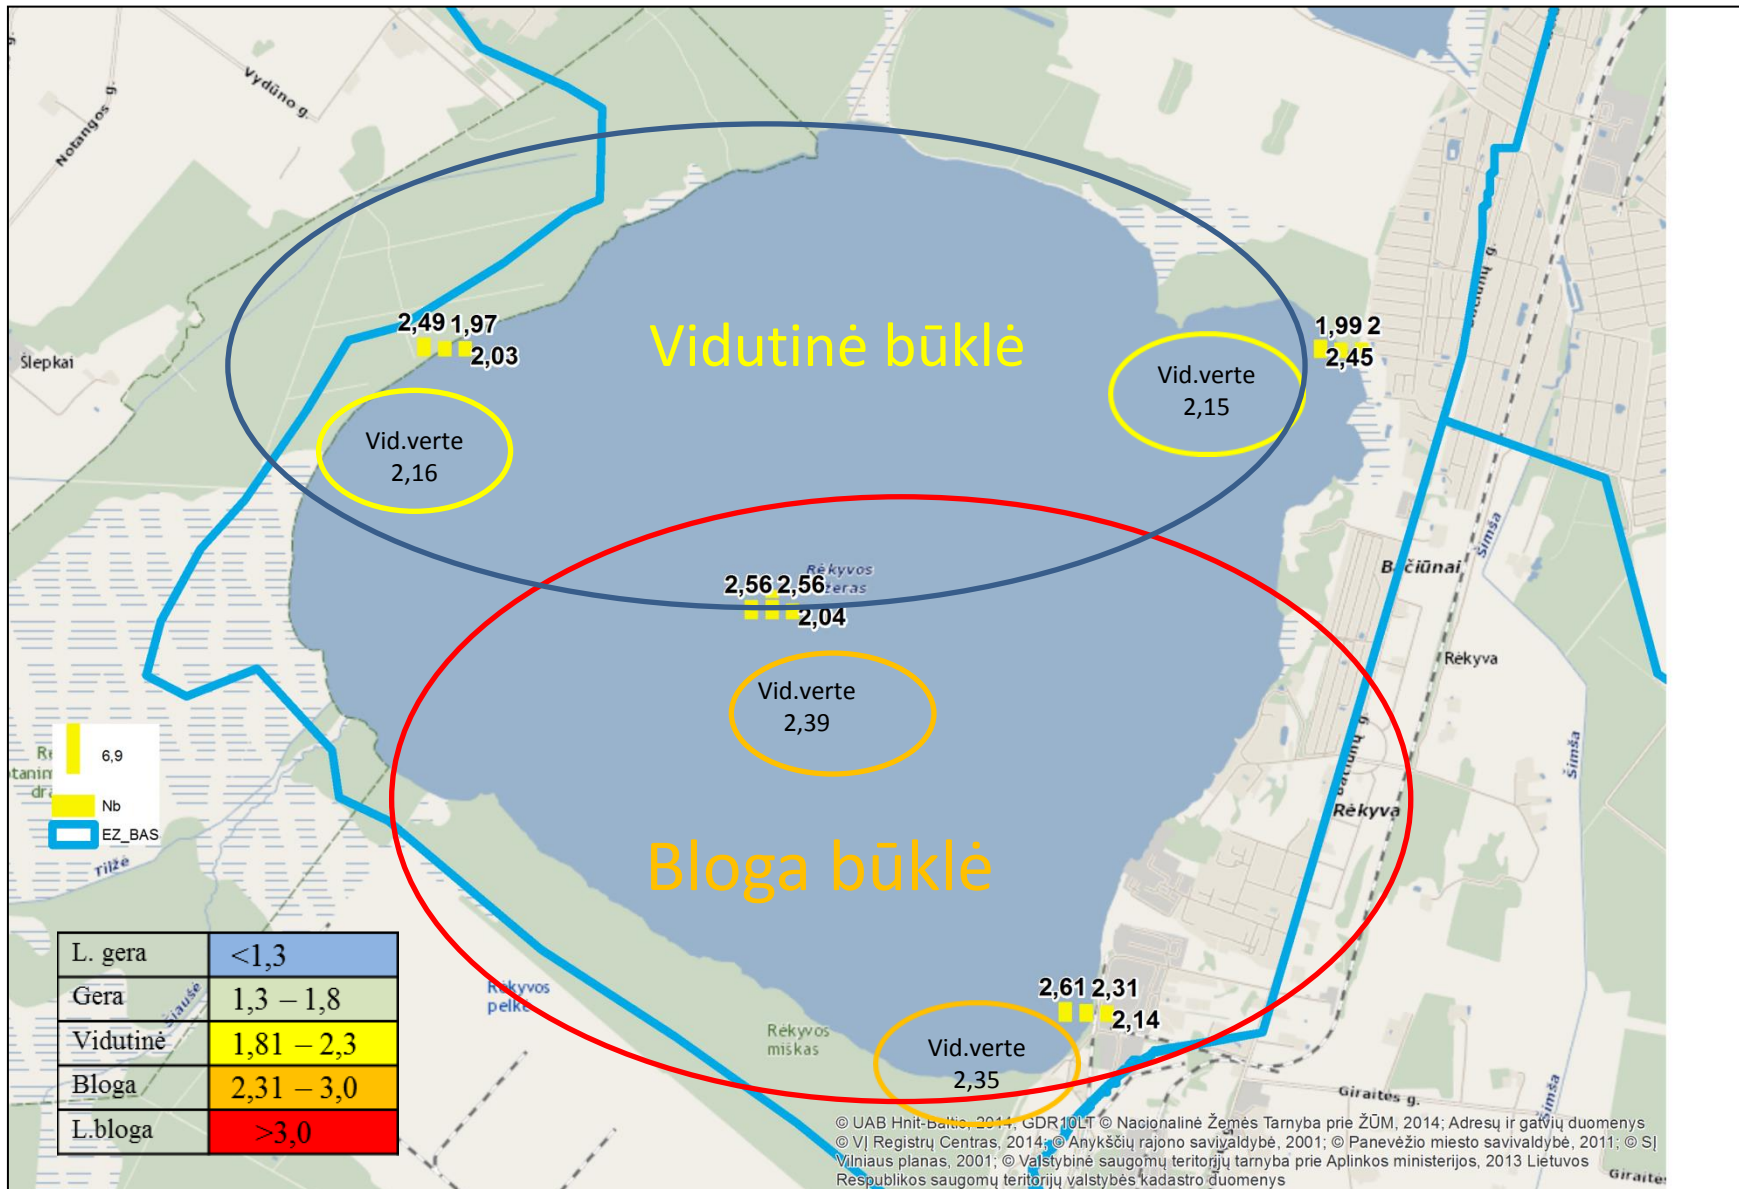 Vydūno g.
Notangos g.
Šlepkai
2,49 1,97
2,03
Vidutinė būklė
1,99 2
2,45
Vid.verte
2,15
Vid.verte
2,16
Rėkyvos
2,56 2,56
2,04
Vid.verte
2,39
Bačiūnai
Šimša
Rėkyva
Šimša
Bačiūnų g.
Rėkyva
Bloga būklė
6,9
Nb
EZ_BAS
Tilžė
Šiaušė
L. gera <1,3
Gera 1,3 – 1,8
Vidutinė 1,81 – 2,3
Bloga 2,31 – 3,0
L.bloga >3,0
Rėkyvos
pelkė
Rėkyvos
miškas
2,61 2,31
2,14
Vid.verte
2,35
Giraitės g.
Šimša
© UAB Hnit-Baltic, 2014; GDR10LT © Nacionalinė Žemės Tarnyba prie ŽŪM, 2014; Adresų ir gatvių duomenys
© VĮ Registrų Centras, 2014; © Anykščių rajono savivaldybė, 2001; © Panevėžio miesto savivaldybė, 2011; © SĮ
Vilniaus planas, 2001; © Valstybinė saugomų teritorijų tarnyba prie Aplinkos ministerijos, 2013 Lietuvos
Respublikos saugomų teritorijų valstybės kadastro duomenys
Giraitės